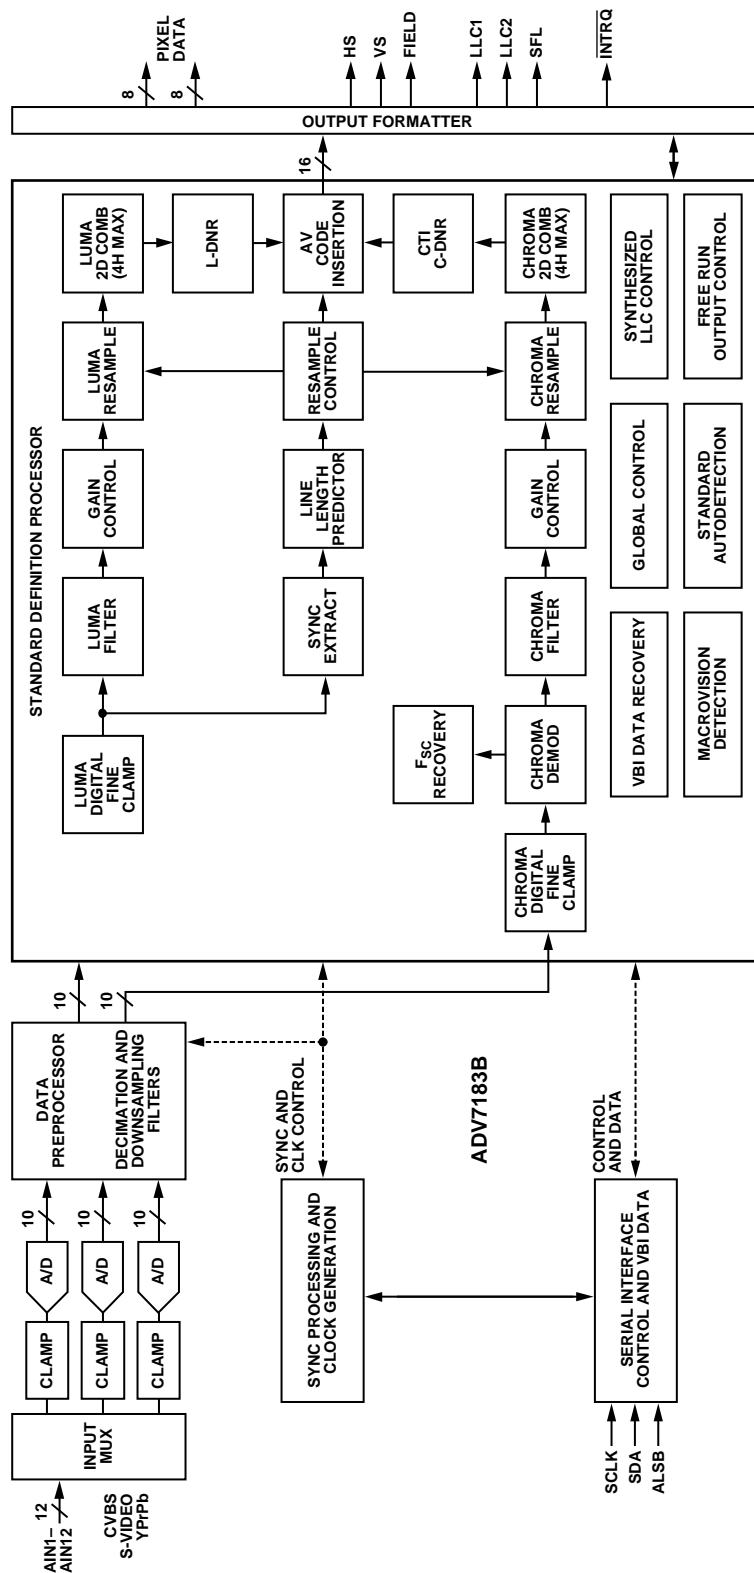 AIN1–
AIN12
12
CVBS
S-VIDEO
YPrPb
INPUT
MUX
CLAMP
CLAMP
CLAMP
A/D
A/D
A/D
10
10
10
DATA
PREPROCESSOR
DECIMATION AND
DOWNSAMPLING
FILTERS
10
10
STANDARD DEFINITION PROCESSOR
LUMA
DIGITAL
FINE
CLAMP
LUMA
FILTER
GAIN
CONTROL
LUMA
RESAMPLE
LUMA
2D COMB
(4H MAX)
L-DNR
SYNC
EXTRACT
LINE
LENGTH
PREDICTOR
RESAMPLE
CONTROL
AV
CODE
INSERTION
16
FSC
RECOVERY
CTI
C-DNR
CHROMA
DIGITAL
FINE
CLAMP
CHROMA
DEMOD
CHROMA
FILTER
GAIN
CONTROL
CHROMA
RESAMPLE
CHROMA
2D COMB
(4H MAX)
VBI DATA RECOVERY
GLOBAL CONTROL
SYNTHESIZED
LLC CONTROL
MACROVISION
DETECTION
STANDARD
AUTODETECTION
FREE RUN
OUTPUT CONTROL
OUTPUT FORMATTER
8
8
PIXEL
DATA
HS
VS
FIELD
LLC1
LLC2
SFL
INTRQ
SYNC PROCESSING AND
CLOCK GENERATION
SYNC AND
CLK CONTROL
ADV7183B
SCLK
SDA
ALSB
SERIAL INTERFACE
CONTROL AND VBI DATA
CONTROL
AND DATA